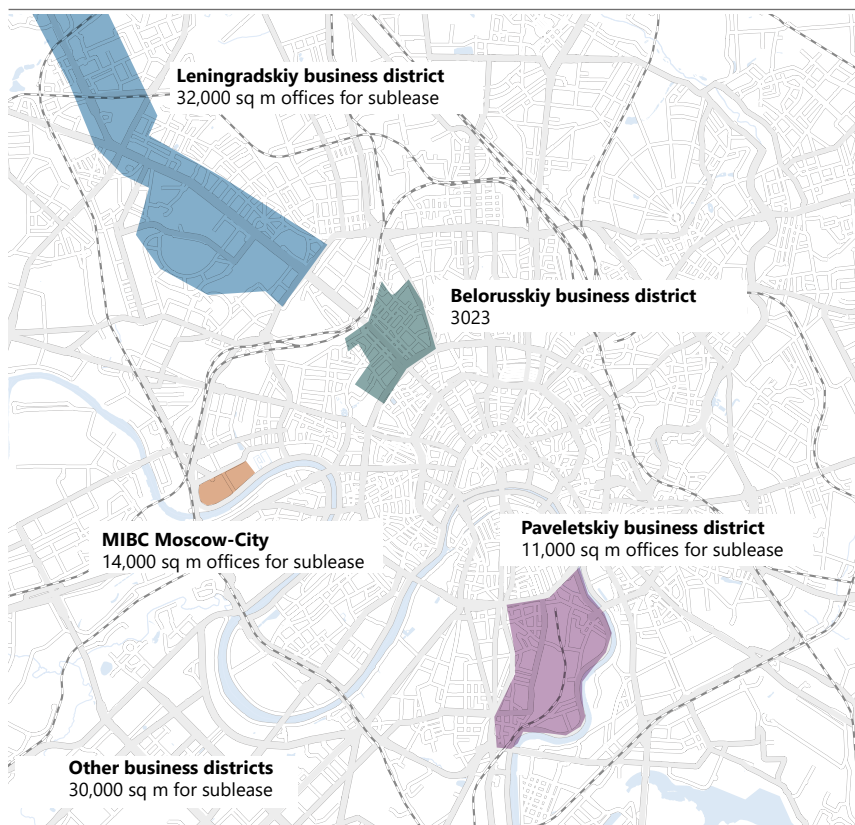 Leningradskiy business district
32,000 sq m offices for sublease
Belorusskiy business district
3023
Paveletskiy business district
11,000 sq m offices for sublease
MIBC Moscow-City
14,000 sq m offices for sublease
Other business districts
30,000 sq m for sublease